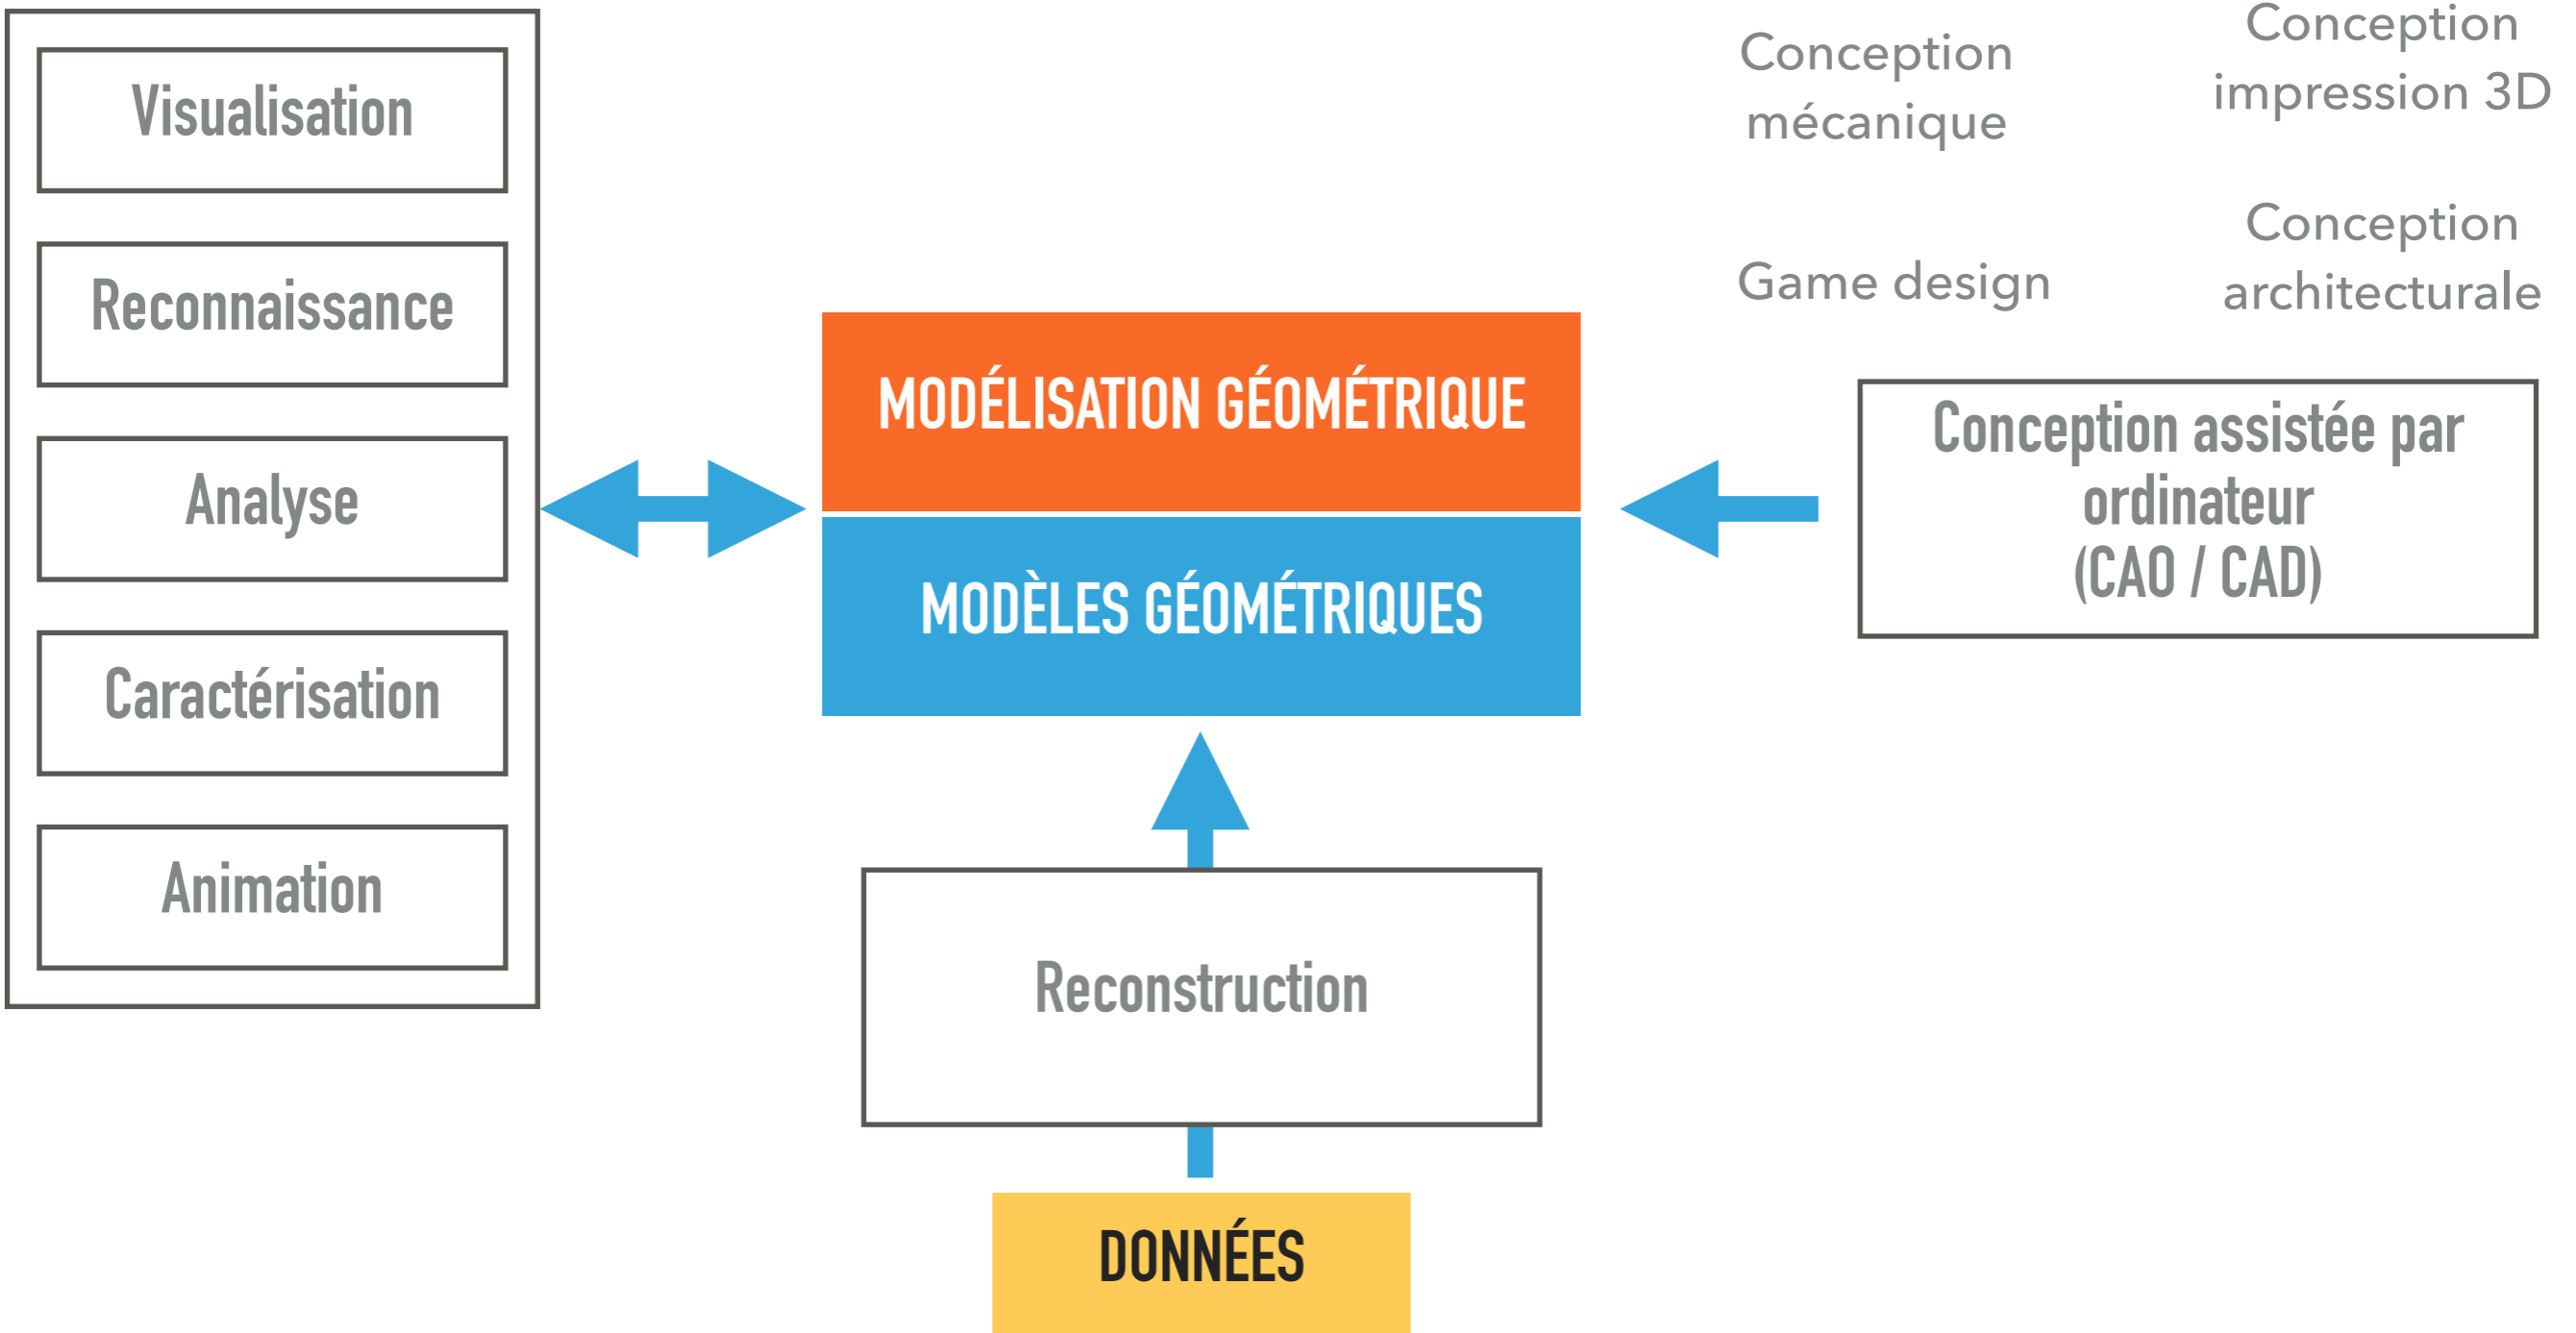 Visualisation
Reconnaissance
Analyse
Caractérisation
Animation
MODÉLISATION GÉOMÉTRIQUE
MODÈLES GÉOMÉTRIQUES
Reconstruction
DONNÉES
Conception
mécanique
Conception
impression 3D
Game design
Conception
architecturale
Conception assistée par
ordinateur
(CAO / CAD)